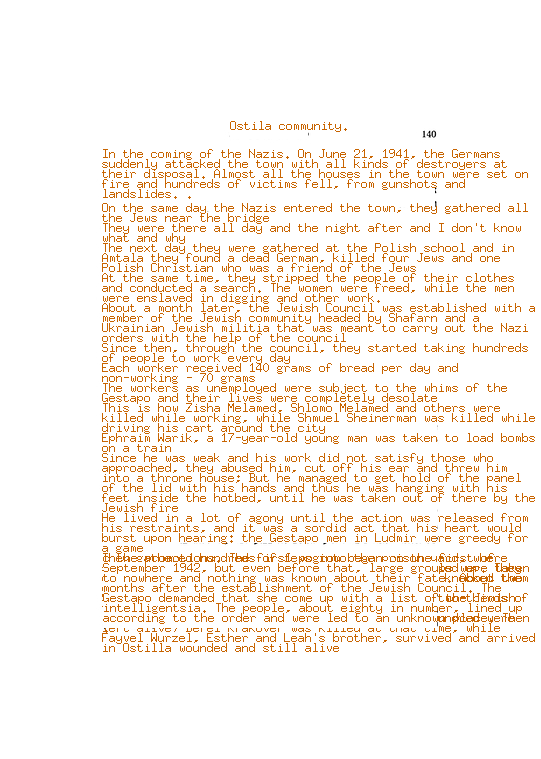 Ostila community.
140
In the coming of the Nazis. On June 21, 1941, the Germans
suddenly attacked the town with all kinds of destroyers at
their disposal. Almost all the houses in the town were set on
fire and hundreds of victims fell, from gunshots and
landslides. .
On the same day the Nazis entered the town, they gathered all
the Jews near the bridge
They were there all day and the night after and I don't know
what and why
The next day they were gathered at the Polish school and in
Amtala they found a dead German, killed four Jews and one
Polish Christian who was a friend of the Jews
At the same time, they stripped the people of their clothes
and conducted a search. The women were freed, while the men
were enslaved in digging and other work.
About a month later, the Jewish Council was established with a
member of the Jewish community headed by Shafarn and a
Ukrainian Jewish militia that was meant to carry out the Nazi
orders with the help of the council
Since then, through the council, they started taking hundreds
of people to work every day
Each worker received 140 grams of bread per day and
non-working - 70 grams
The workers as unemployed were subject to the whims of the
Gestapo and their lives were completely desolate
This is how Zisha Melamed, Shlomo Melamed and others were
killed while working, while Shmuel Sheinerman was killed while
driving his cart around the city
Ephraim Warik, a 17-year-old young man was taken to load bombs
on a train
Since he was weak and his work did not satisfy those who
approached, they abused him, cut off his ear and threw him
into a throne house; But he managed to get hold of the panel
of the lid with his hands and thus he was hanging with his
feet inside the hotbed, until he was taken out of there by the
Jewish fire
He lived in a lot of agony until the action was released from
his restraints, and it was a sordid act that his heart would
burst upon hearing: the Gestapo men in Ludmir were greedy for
a game
September 1942, but even before that, large
to nowhere and nothing was known about their fate. About two
months after the establishment of the Jewish Council. The
Gestapo demanded that she come up with a list of
intelligentsia. The people, about eighty in number, lined up
according to the order and were led to an unknown
left alive, Barel Krakover was killed at that time, while
Fayvel Wurzel, Esther and Leah's brother, survived and arrived
in Ostilla wounded and still alive